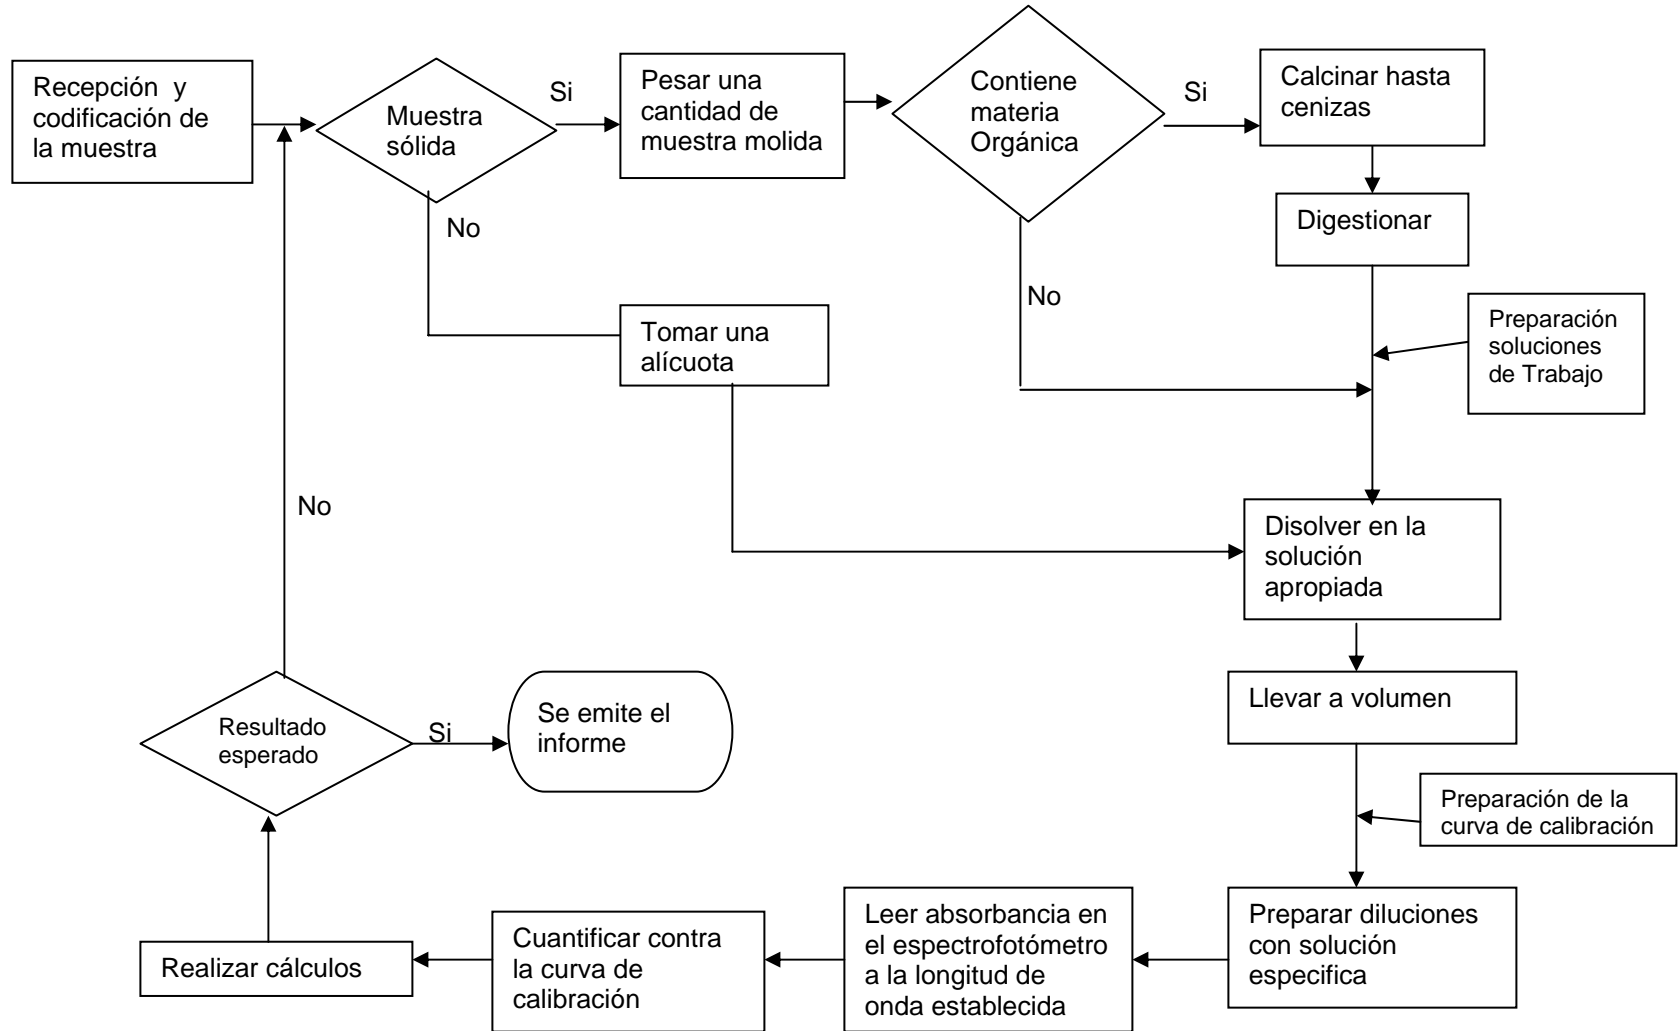 Recepción y
codificación de
la muestra
Muestra
sólida
Si
Pesar una
cantidad de
muestra molida
Contiene
materia
Orgánica
Si
Calcinar hasta
cenizas
Digestionar
No
No
Tomar una
alícuota
Preparación
soluciones
de Trabajo
No
Disolver en la
solución
apropiada
Llevar a volumen
Resultado
esperado
Si
Se emite el
informe
Preparación de la
curva de calibración
Preparar diluciones
con solución
especifica
Leer absorbancia en
el espectrofotómetro
a la longitud de
onda establecida
Cuantificar contra
la curva de
calibración
Realizar cálculos